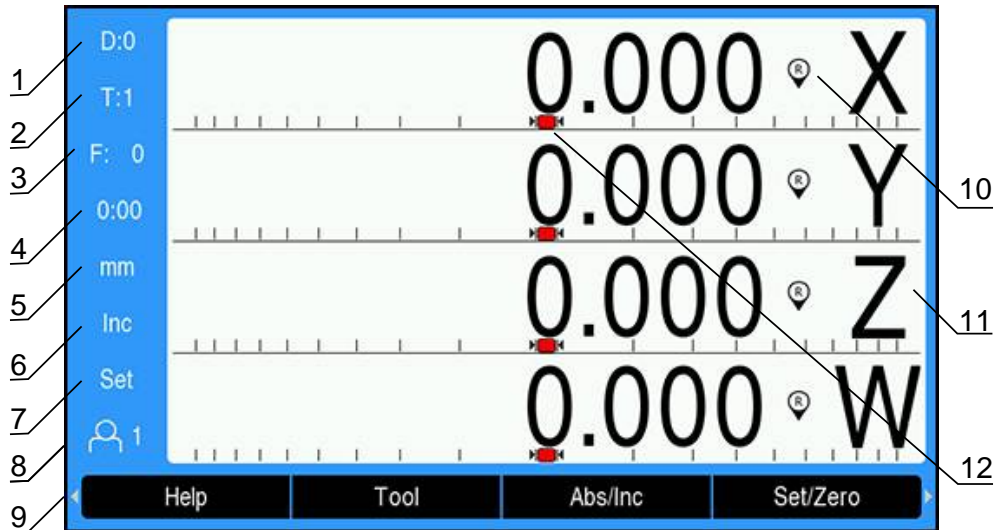 D:0
T:1
F: 0
0:00
mm
Inc
Set
1
0.000 R X
0.000 R Y
0.000 R Z
0.000 R W
Help Tool Abs/Inc Set/Zero
1
2
3
4
5
6
7
8
9
10
11
12